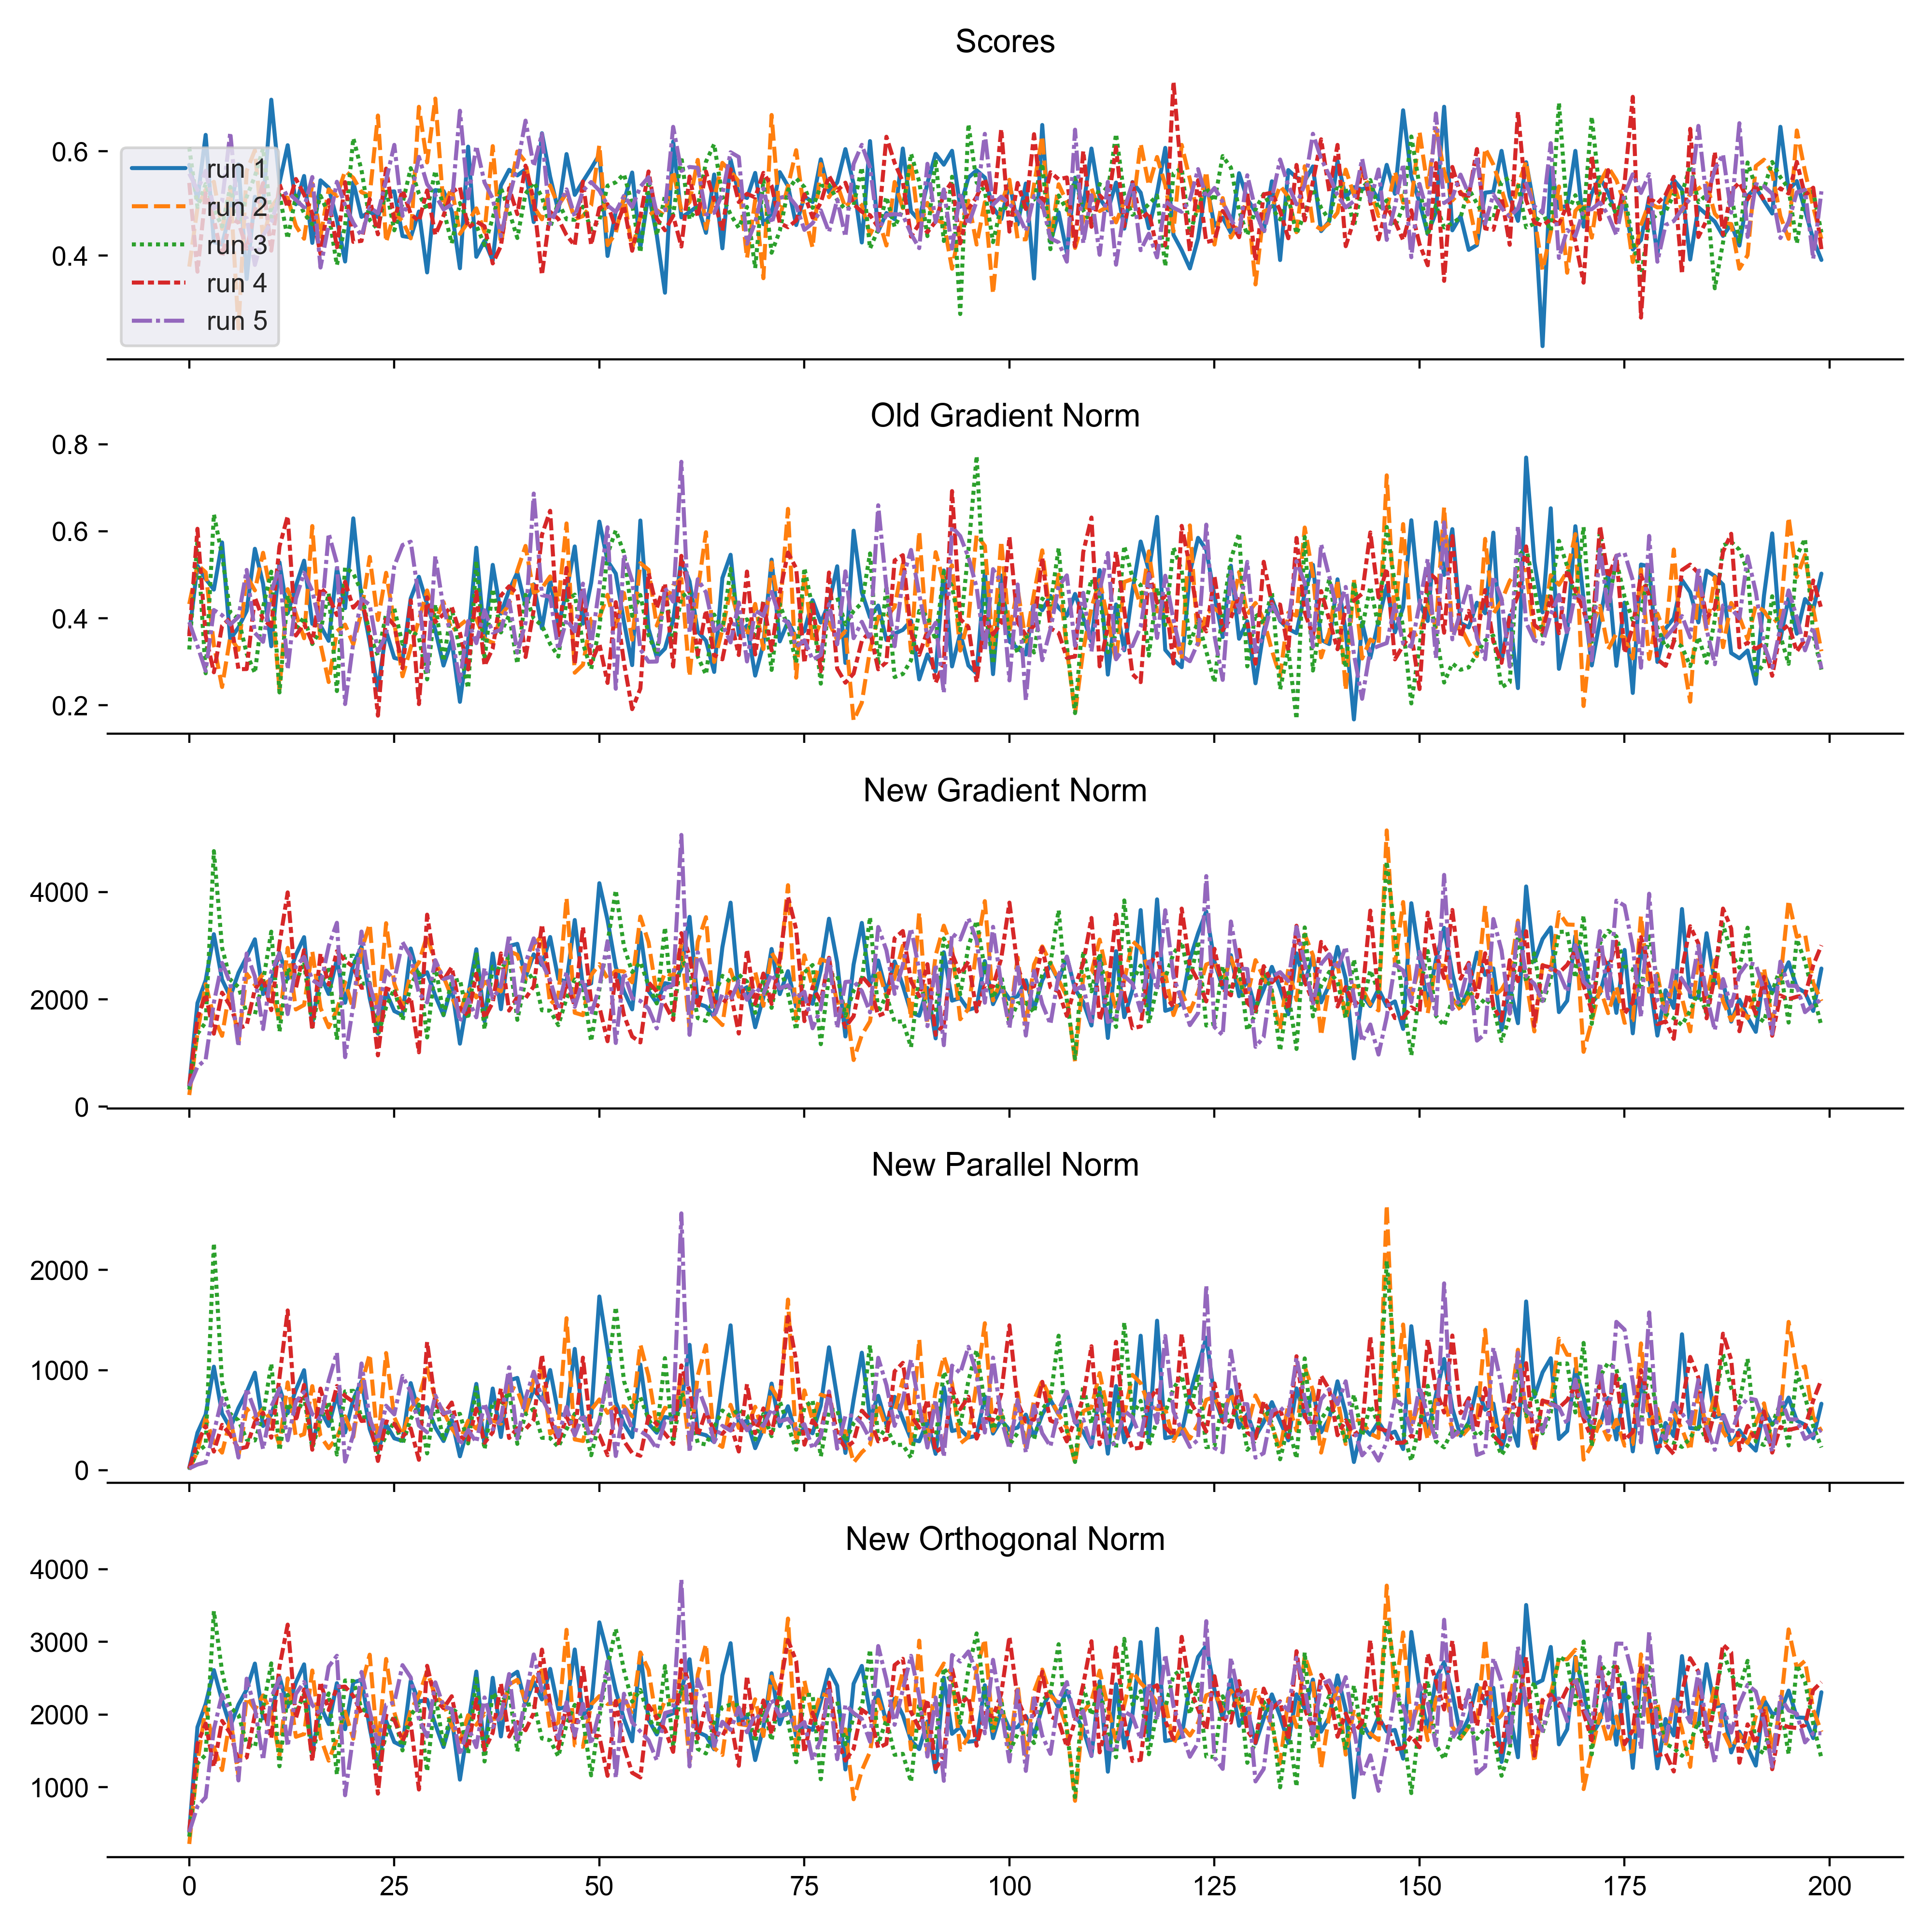 Scores
0.6
0.4
run 1
run 2
run 3
run 4
run 5
Old Gradient Norm
0.8
0.6
0.4
0.2
New Gradient Norm
4000
2000
0
New Parallel Norm
2000
1000
0
New Orthogonal Norm
4000
3000
2000
1000
0 25 50 75 100 125 150 175 200